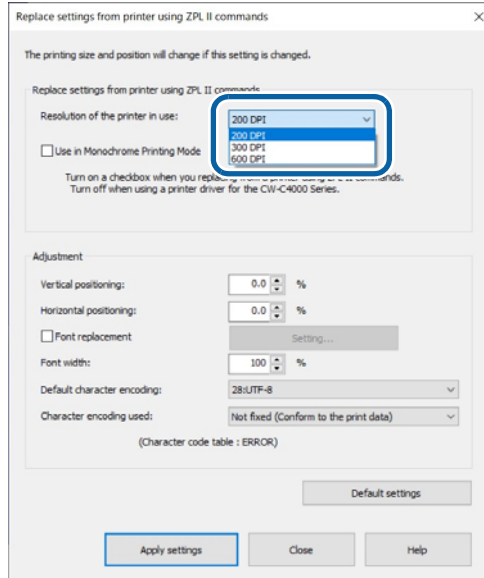 Replace settings from printer using ZPL II commands
The printing size and position will change if this setting is changed.
Replace settings from printer using ZPL II commands
Resolution of the printer in use:
200 DPI
200 DPI
300 DPI
600 DPI
Use in Monochrome Printing Mode
Turn on a checkbox when you replacing from a printer using ZPL II commands.
Turn off when using a printer driver for the CW-C4000 Series.
Adjustment
Vertical positioning: 0.0 %
Horizontal positioning: 0.0 %
Font replacement Setting...
Font width: 100 %
Default character encoding: 28:UTF-8
Character encoding used: Not fixed (Conform to the print data)
(Character code table : ERROR)
Default settings
Apply settings Close Help